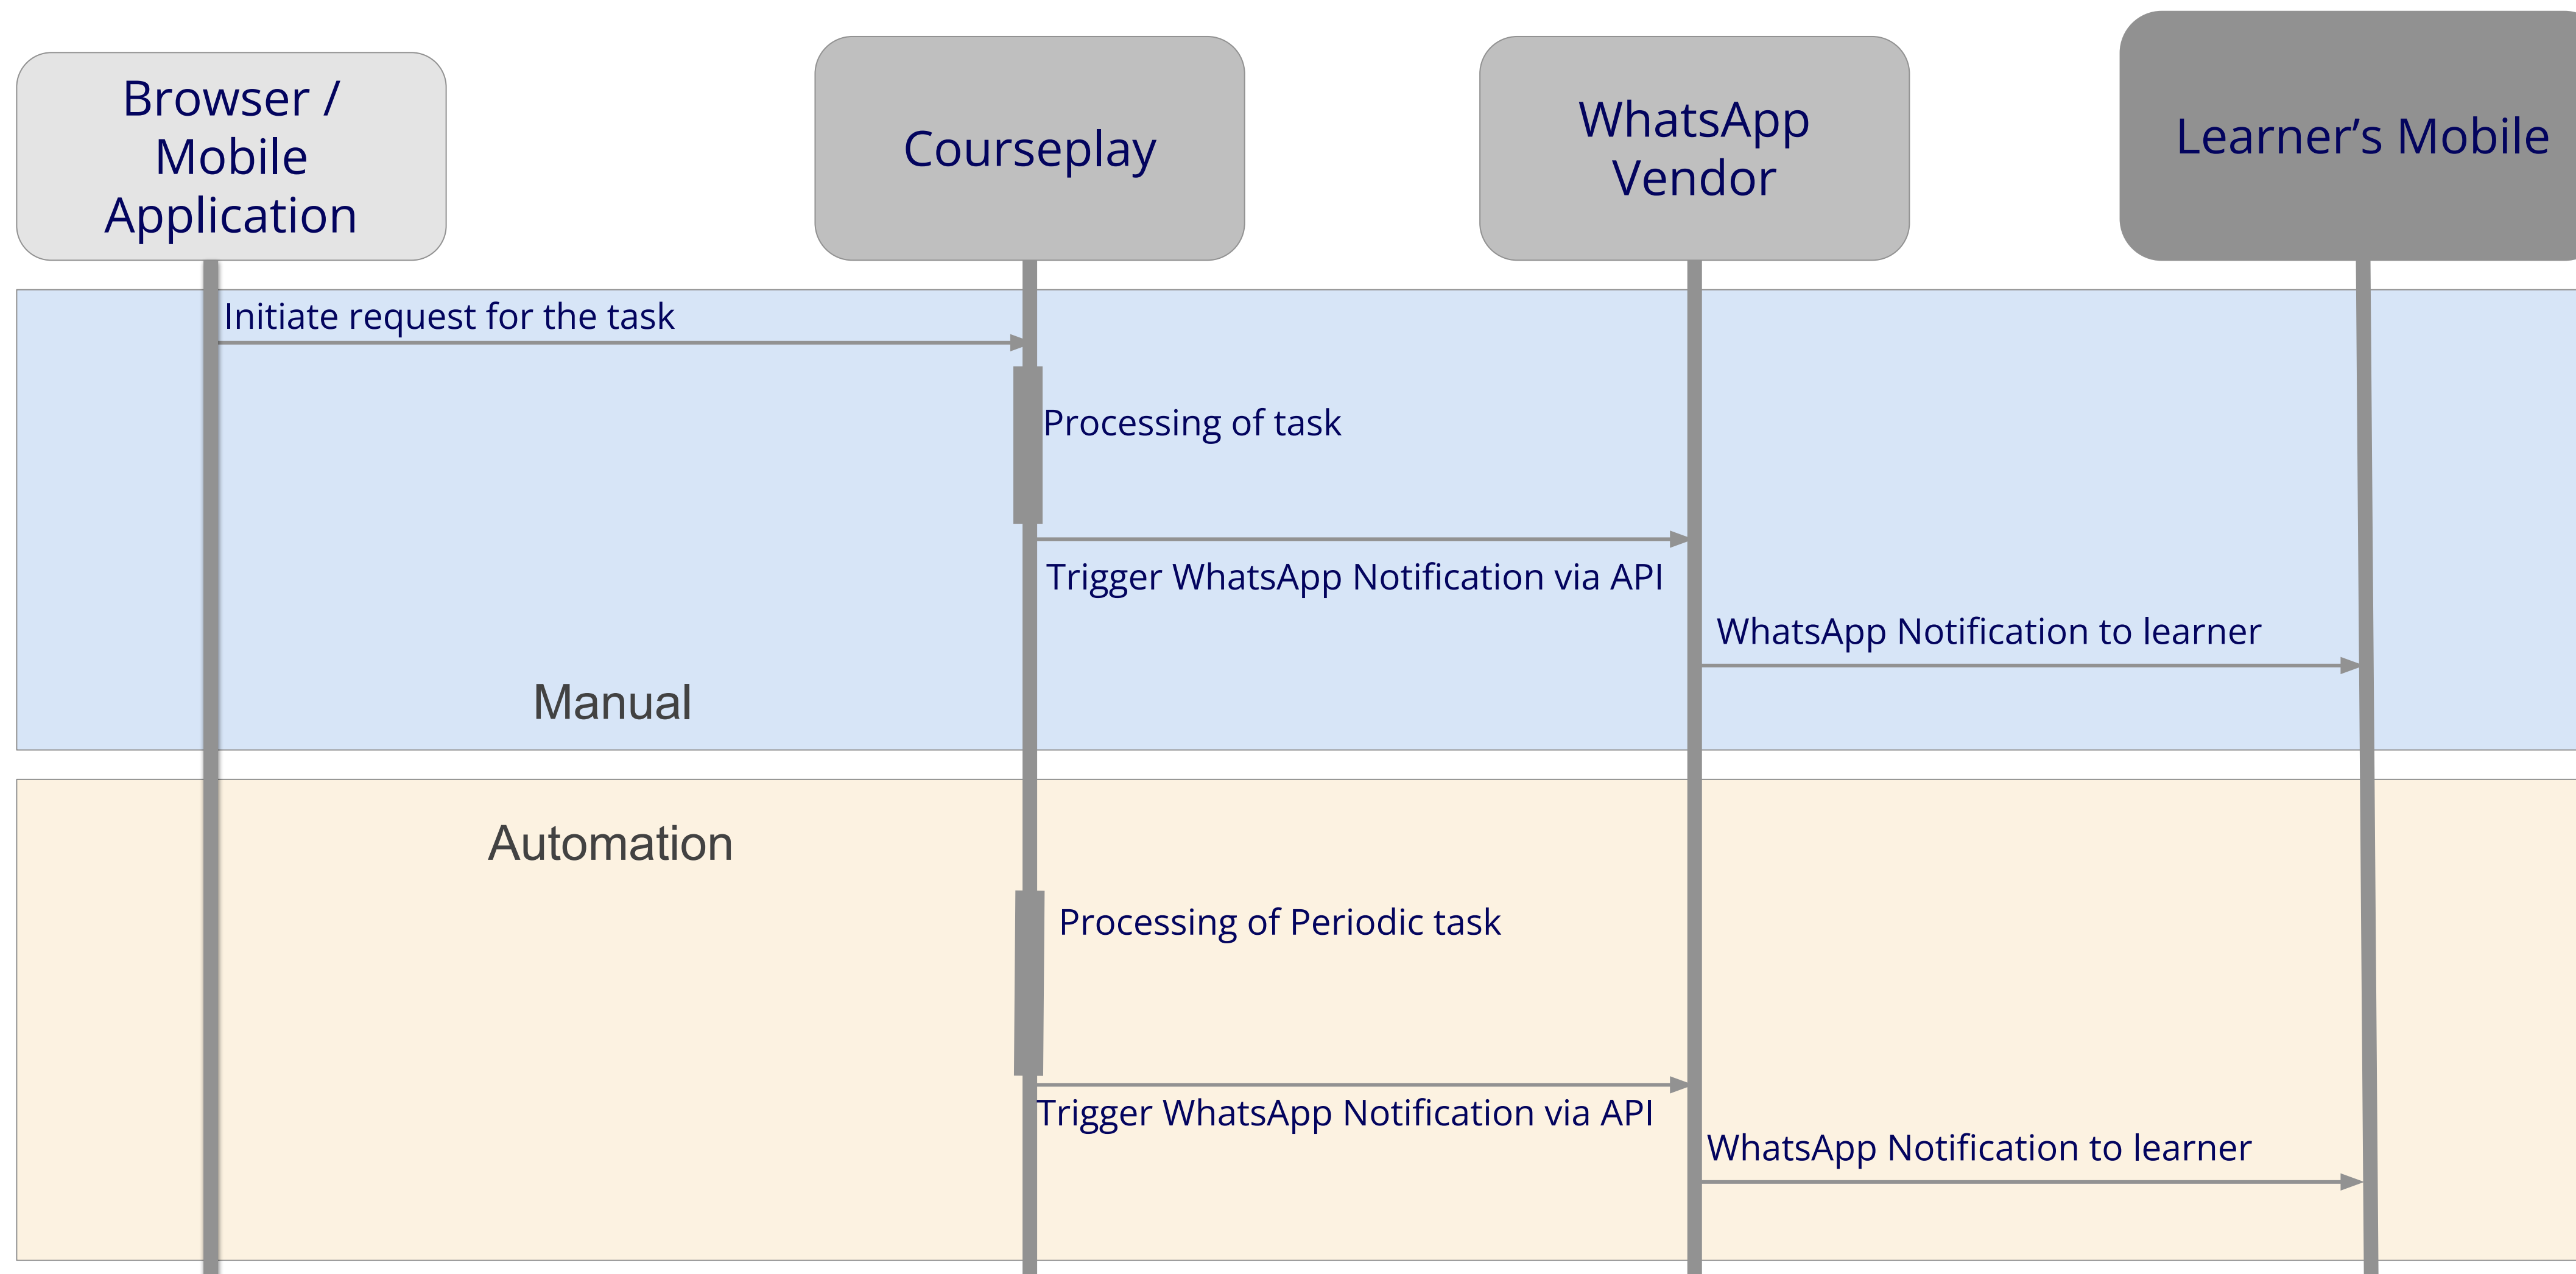 Browser /
Mobile
Application
Courseplay
WhatsApp
Vendor
Learner’s Mobile
Initiate request for the task
Processing of task
Trigger WhatsApp Notification via API
WhatsApp Notification to learner
Manual
Automation
Processing of Periodic task
Trigger WhatsApp Notification via API
WhatsApp Notification to learner